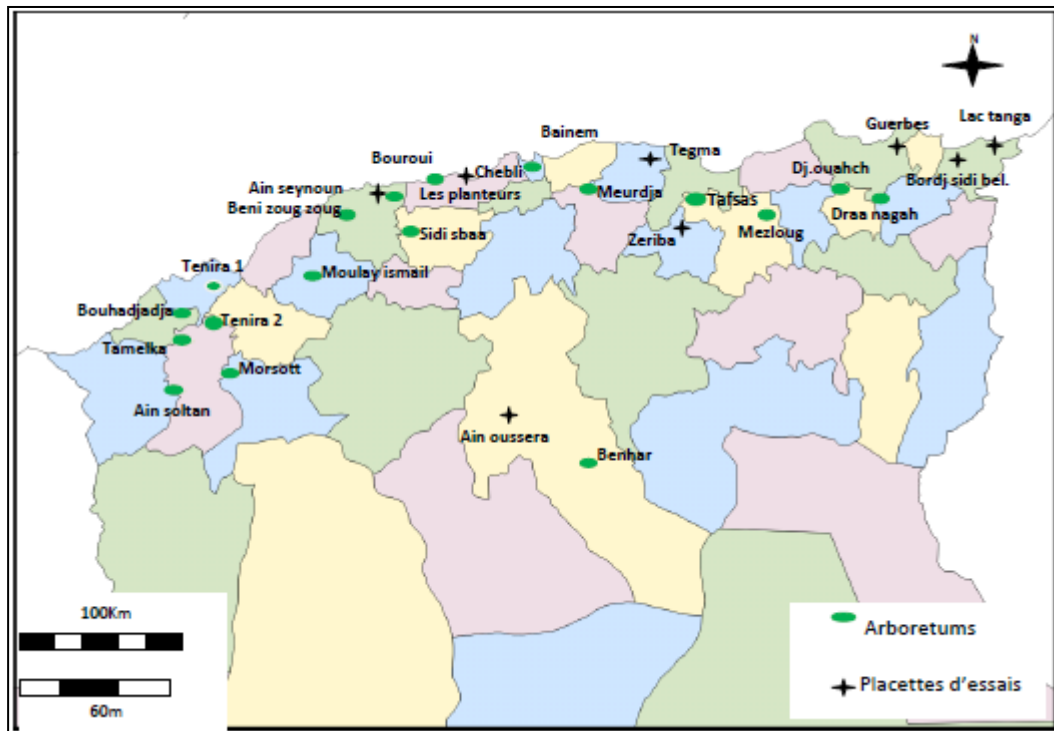 N
Lac tanga
Guerbes
Bainem
Tegma
Bouroui
Chebli
Dj.ouahch
Bordj sidi bel.
Ain seynoun
Les planteurs
Meurdja
Tafsas
Draa nagah
Beni zoug zoug
Mezloug
Sidi sbaa
Zeriba
Tenira 1
Moulay ismail
Bouhadjadja
Tenira 2
Tamelka
Morsott
Ain soltan
Ain oussera
Benhar
100Km
Arboretums
Placettes d'essais
60m